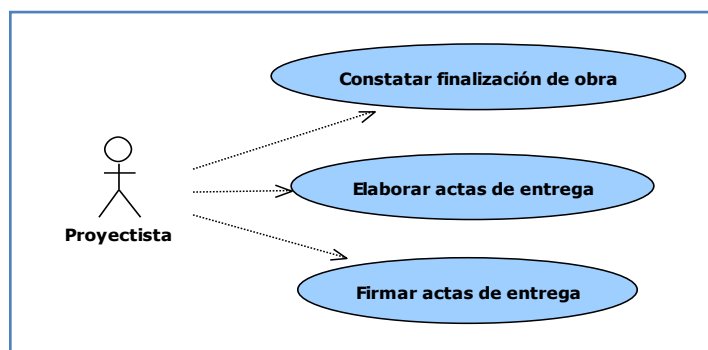 Constatar finalización de obra
Elaborar actas de entrega
Proyectista
Firmar actas de entrega